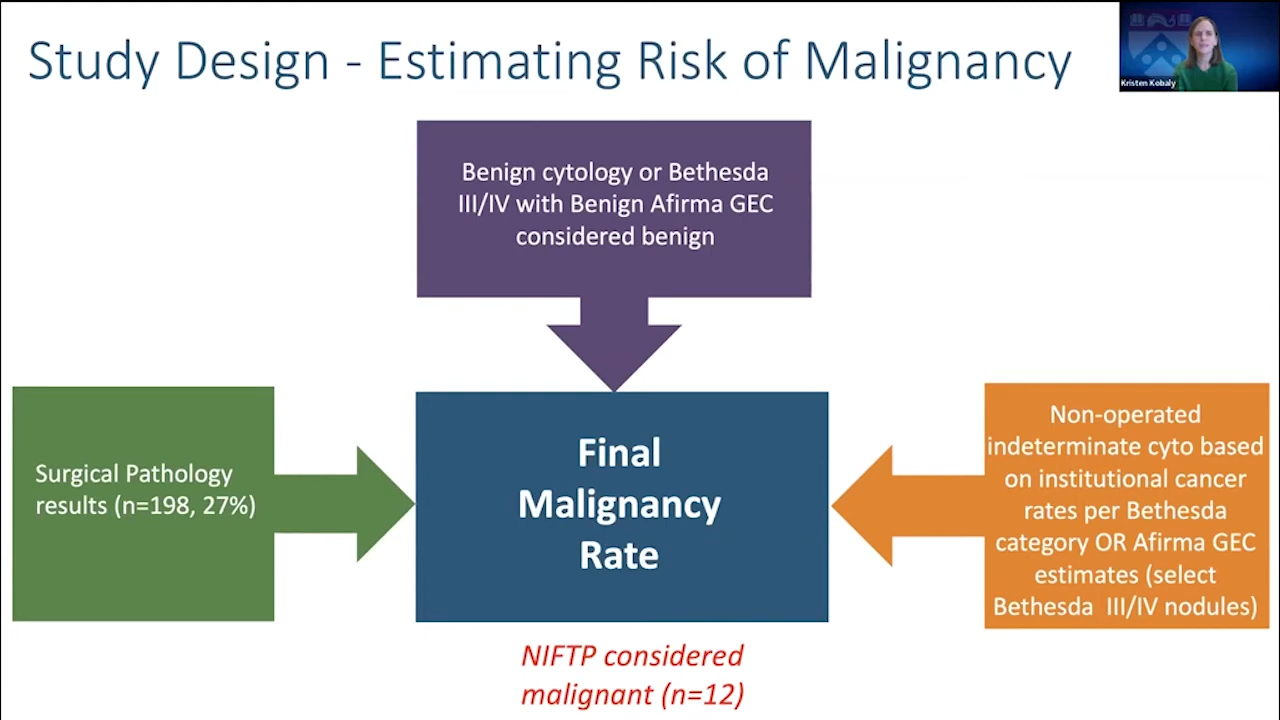 Study Design - Estimating Risk of Malignancy
Kristen Kobaly
Benign cytology or Bethesda
III/IV with Benign Afirma GEC
considered benign
Surgical Pathology
results (n=198, 27%)
Final
Malignancy
Rate
Non-operated
indeterminate cyto based
on institutional cancer
rates per Bethesda
category OR Afirma GEC
estimates (select
Bethesda III/IV nodules)
NIFTP considered
malignant (n=12)